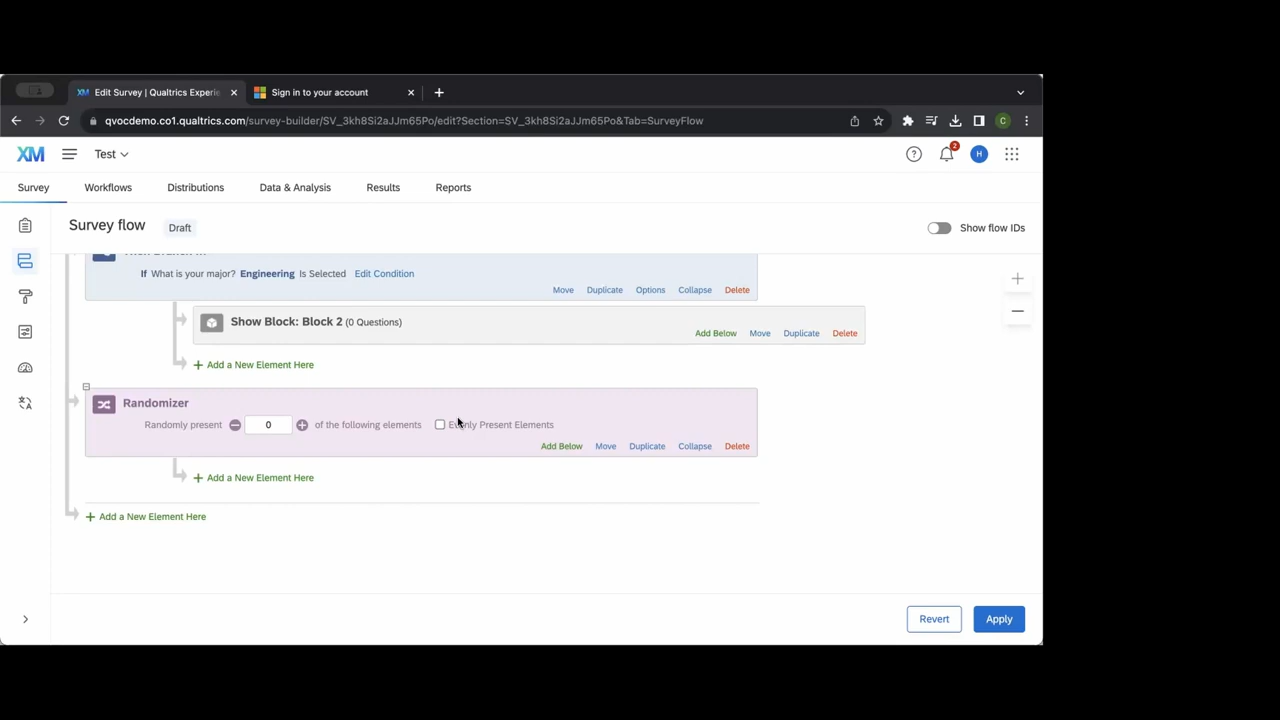 Edit Survey | Qualtrics Experie
Sign in to your account
qvocdemo.co1.qualtrics.com/survey-builder/SV_3kh8Si2aJJm65Po/edit?Section=SV_3kh8Si2aJJm65Po&Tab=SurveyFlow
C
XM
Test
2
H
Survey
Workflows
Distributions
Data & Analysis
Results
Reports
Survey flow
Draft
Show flow IDs
If What is your major? Engineering Is Selected Edit Condition
Move Duplicate Options Collapse Delete
Show Block: Block 2 (0 Questions)
Add Below Move Duplicate Delete
+ Add a New Element Here
Randomizer
Randomly present 0 of the following elements Evenly Present Elements
Add Below Move Duplicate Collapse Delete
+ Add a New Element Here
+ Add a New Element Here
Revert
Apply